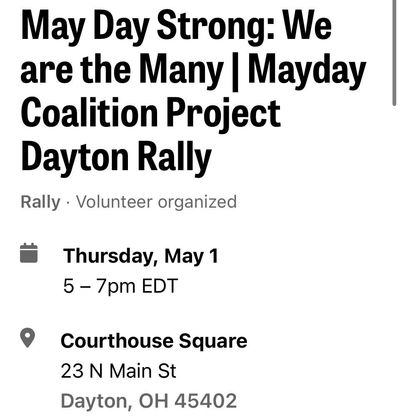 May Day Strong: We
are the Many | Mayday
Coalition Project
Dayton Rally
Rally · Volunteer organized
Thursday, May 1
5 – 7pm EDT
Courthouse Square
23 N Main St
Dayton, OH 45402